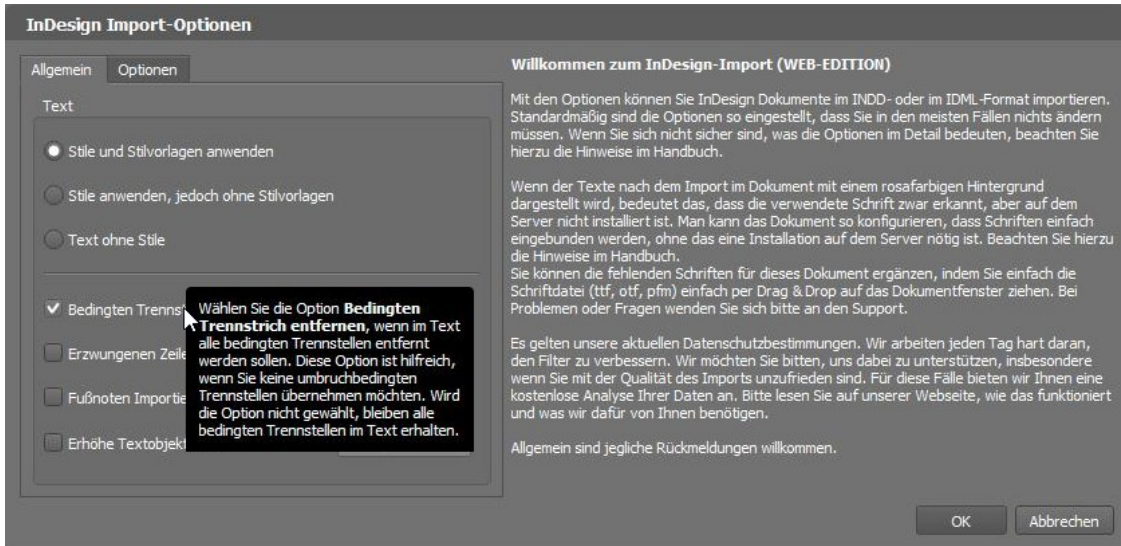 InDesign Import-Optionen
Allgemein
Optionen
Text
Stile und Stilvorlagen anwenden
Stile anwenden, jedoch ohne Stilvorlagen
Text ohne Stile
Bedingten
Erzwungenen
Fußnoten
Erhöhe
Wählen Sie die Option Bedingten
Trennstrich entfernen, wenn im Text
alle bedingten Trennstellen entfernt
werden sollen. Diese Option ist hilfreich,
wenn Sie keine umbruchbedingten
Trennstellen übernehmen möchten. Wird
die Option nicht gewählt, bleiben alle
bedingten Trennstellen im Text erhalten.
Willkommen zum InDesign-Import (WEB-EDITION)
Mit den Optionen können Sie InDesign Dokumente im INDD- oder im IDML-Format importieren.
Standardmäßig sind die Optionen so eingestellt, dass Sie in den meisten Fällen nichts ändern
müssen. Wenn Sie sich nicht sicher sind, was die Optionen im Detail bedeuten, beachten Sie
hierzu die Hinweise im Handbuch.
Wenn der Texte nach dem Import im Dokument mit einem rosafarbigen Hintergrund
dargestellt wird, bedeutet das, dass die verwendete Schrift zwar erkannt, aber auf dem
Server nicht installiert ist. Man kann das Dokument so konfigurieren, dass Schriften einfach
eingebunden werden, ohne das eine Installation auf dem Server nötig ist. Beachten Sie hierzu
die Hinweise im Handbuch.
Sie können die fehlenden Schriften für dieses Dokument ergänzen, indem Sie einfach die
Schriftdatei (ttf, otf, pfm) einfach per Drag & Drop auf das Dokumentfenster ziehen. Bei
Problemen oder Fragen wenden Sie sich bitte an den Support.
Es gelten unsere aktuellen Datenschutzbestimmungen. Wir arbeiten jeden Tag hart daran,
den Filter zu verbessern. Wir möchten Sie bitten, uns dabei zu unterstützen, insbesondere
wenn Sie mit der Qualität des Imports unzufrieden sind. Für diese Fälle bieten wir Ihnen eine
kostenlose Analyse Ihrer Daten an. Bitte lesen Sie auf unserer Webseite, wie das funktioniert
und was wir dafür von Ihnen benötigen.
Allgemein sind jegliche Rückmeldungen willkommen.
OK
Abbrechen